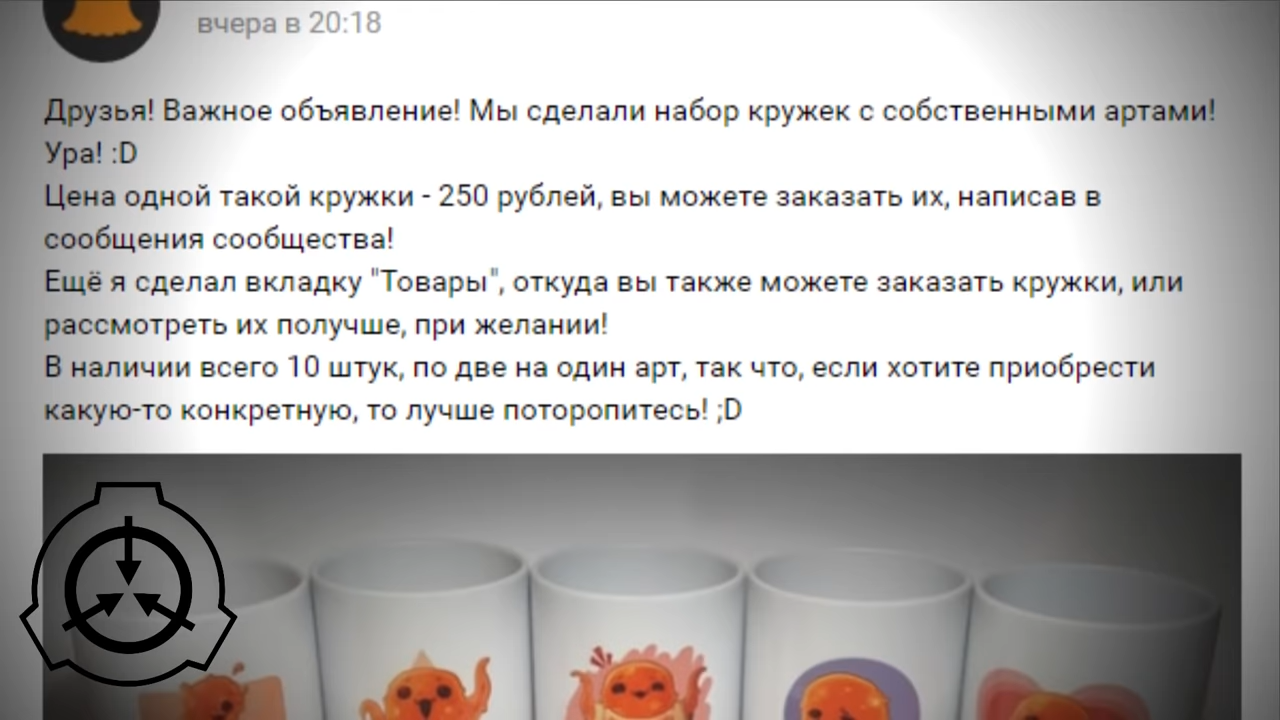 вчера в 20:18
Друзья! Важное объявление! Мы сделали набор кружек с собственными артами!
Ура! :D
Цена одной такой кружки - 250 рублей, вы можете заказать их, написав в
сообщения сообщества!
Ещё я сделал вкладку "Товары", откуда вы также можете заказать кружки, или
рассмотреть их получше, при желании!
В наличии всего 10 штук, по две на один арт, так что, если хотите приобрести
какую-то конкретную, то лучше поторопитесь! ;D